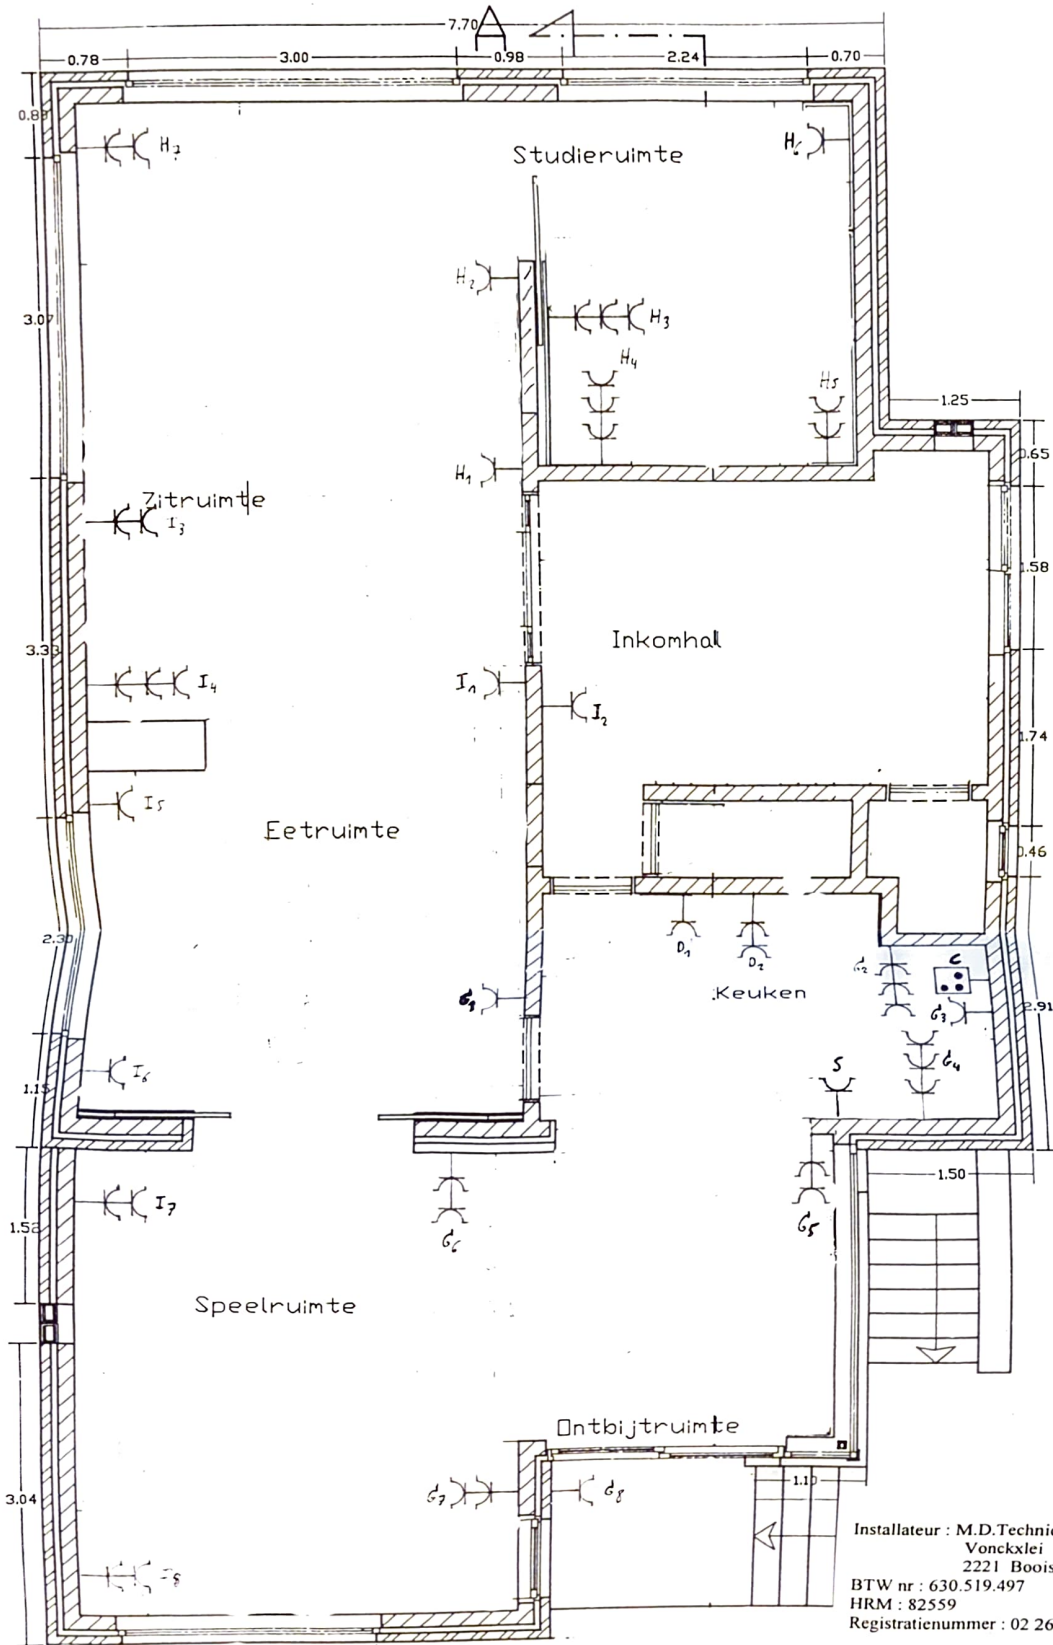 7.70
A
0.78
3.00
0.98
2.24
0.70
H7
Studieruimte
H6
3.07
H2
H3
H4
H5
1.25
0.65
H1
Zitruimte
I3
1.58
3.33
Inkomhal
I4
I1
I2
1.74
I5
Eetruimte
0.46
2.30
D1
D2
G2
C
Keuken
G3
2.91
G4
I6
S
1.15
1.50
I7
G6
G5
1.52
Speelruimte
Ontbijtruimte
1.10
G7
G8
3.04
Installateur : M.D.Technic
Vonckxlei
2221 Boois
BTW nr : 630.519.497
HRM : 82559
Registratienummer : 02 26